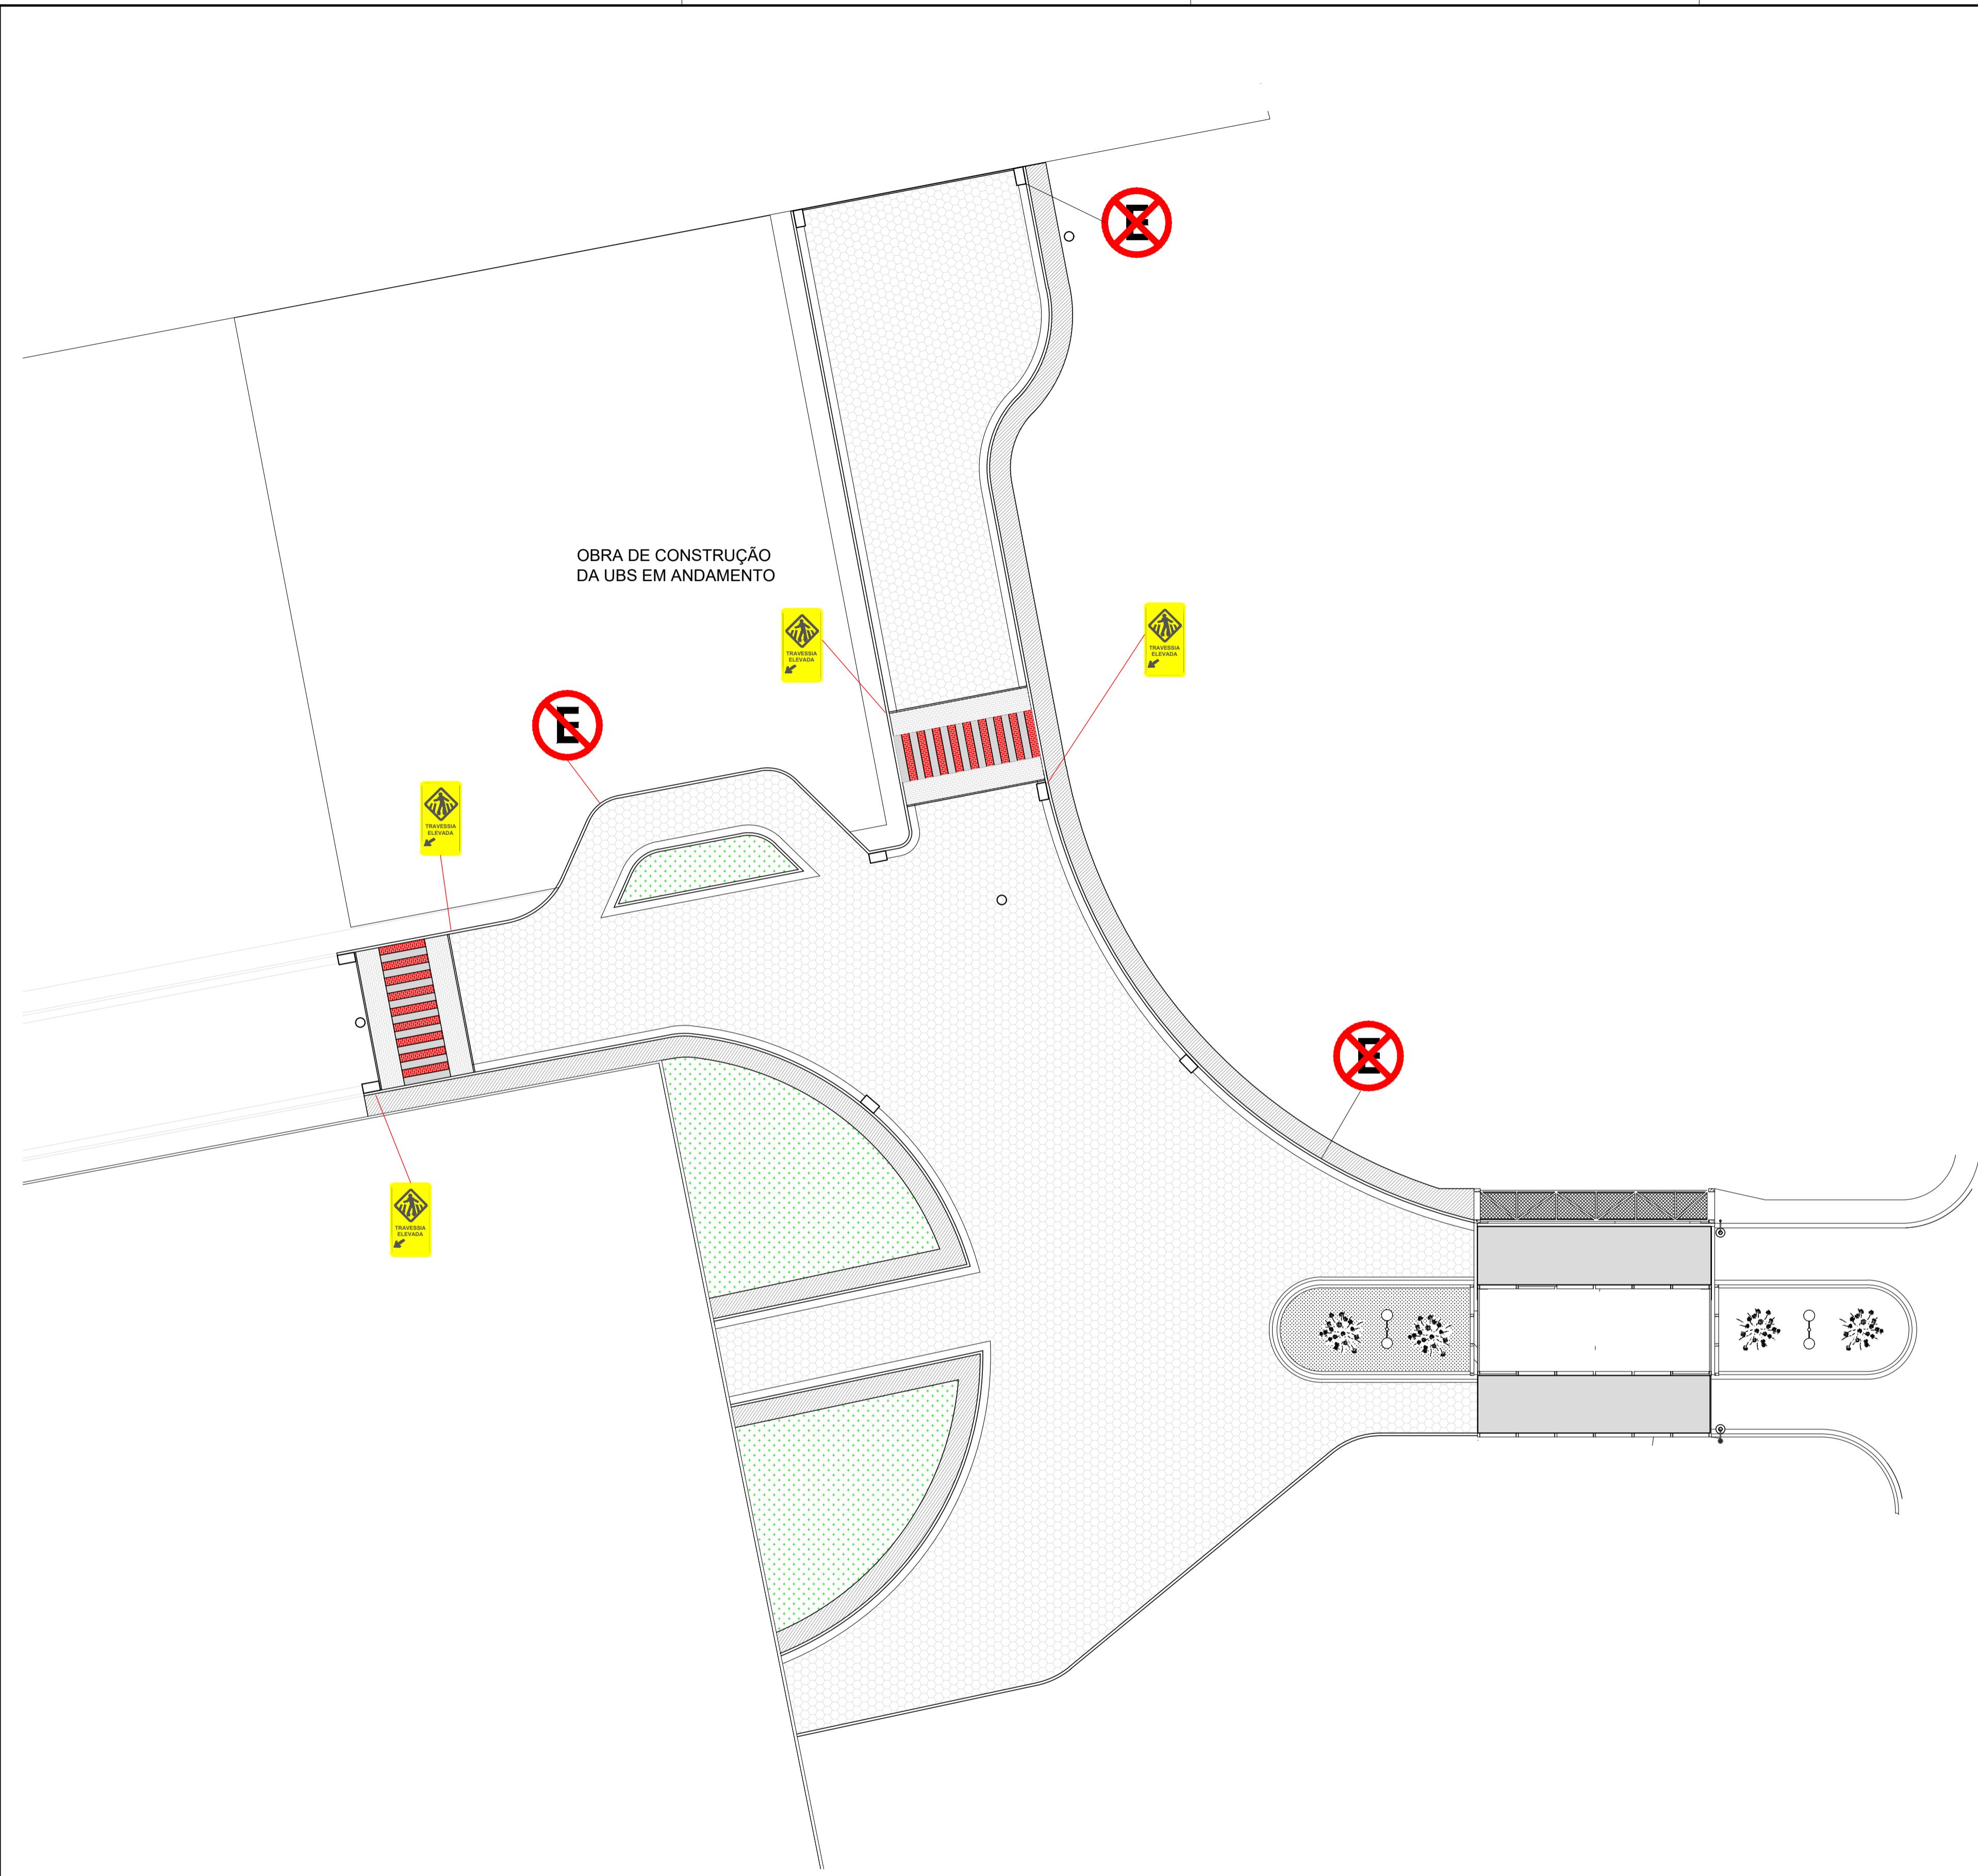 E
OBRA DE CONSTRUÇÃO
DA UBS EM ANDAMENTO
TRAVESSIA
ELEVADA
TRAVESSIA
ELEVADA
E
TRAVESSIA
ELEVADA
E
TRAVESSIA
ELEVADA